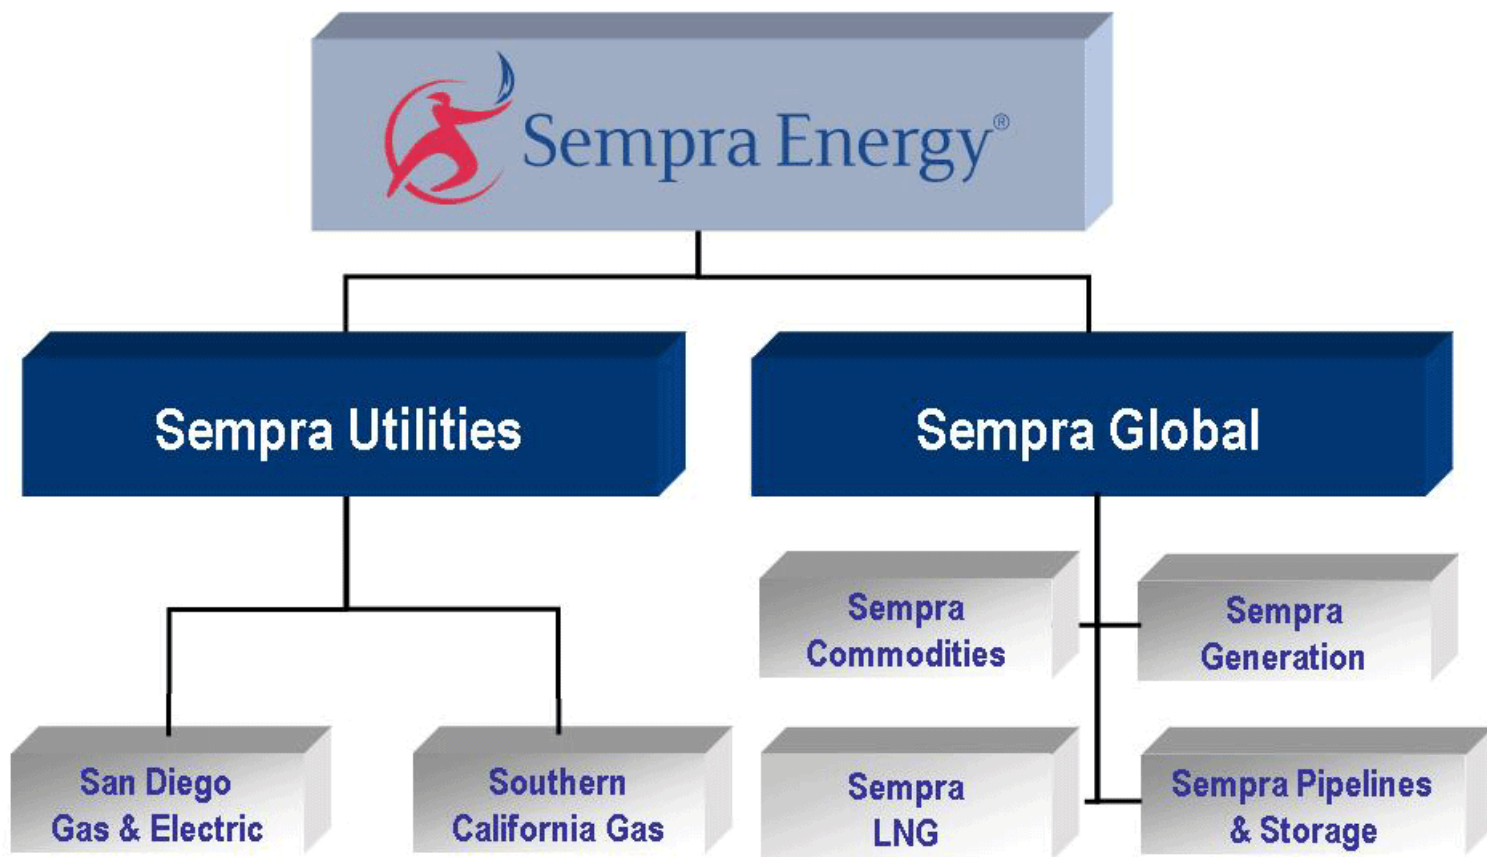 Sempra Energy®
Sempra Utilities
Sempra Global
Sempra
Commodities
Sempra
Generation
San Diego
Gas & Electric
Southern
California Gas
Sempra
LNG
Sempra Pipelines
& Storage